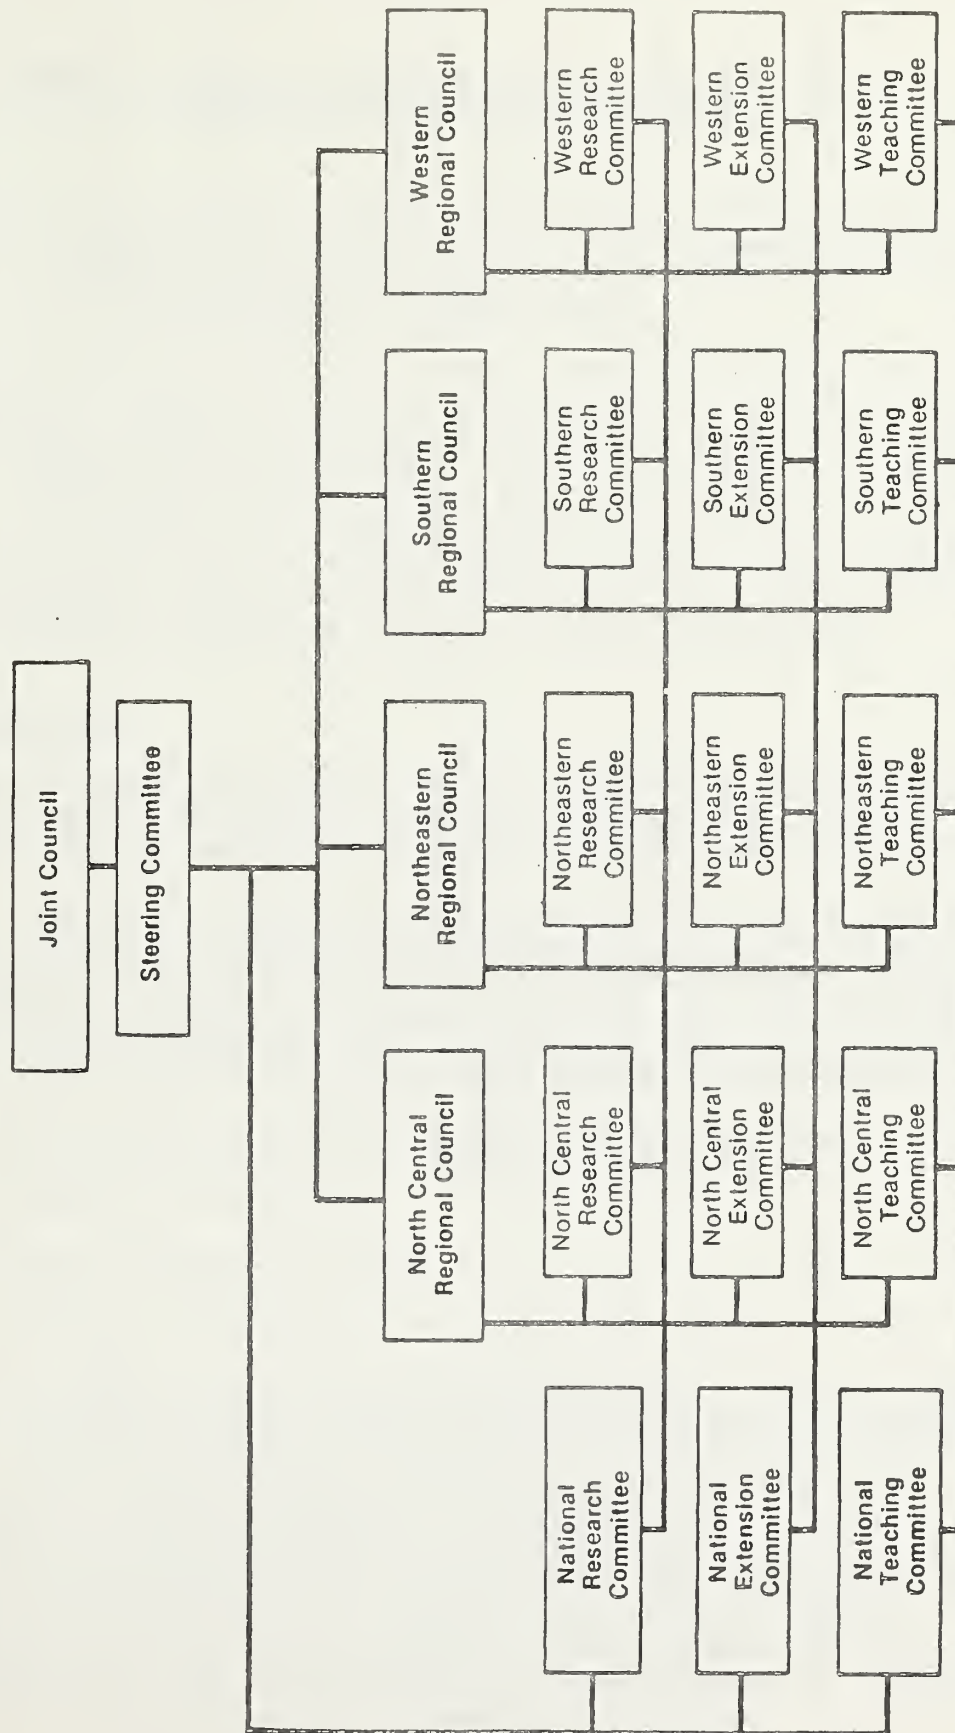 Joint Council
Steering Committee
North Central
Regional Council
Northeastern
Regional Council
Southern
Regional Council
Western
Regional Council
National
Research
Committee
North Central
Research
Committee
Northeastern
Research
Committee
Southern
Research
Committee
Westerrn
Research
Committee
National
Extension
Committee
North Central
Extension
Committee
Northeastern
Extension
Committee
Southern
Extension
Committee
Western
Extension
Committee
National
Teaching
Committee
North Central
Teaching
Committee
Northeastern
Teaching
Committee
Southern
Teaching
Committee
Western
Teaching
Committee